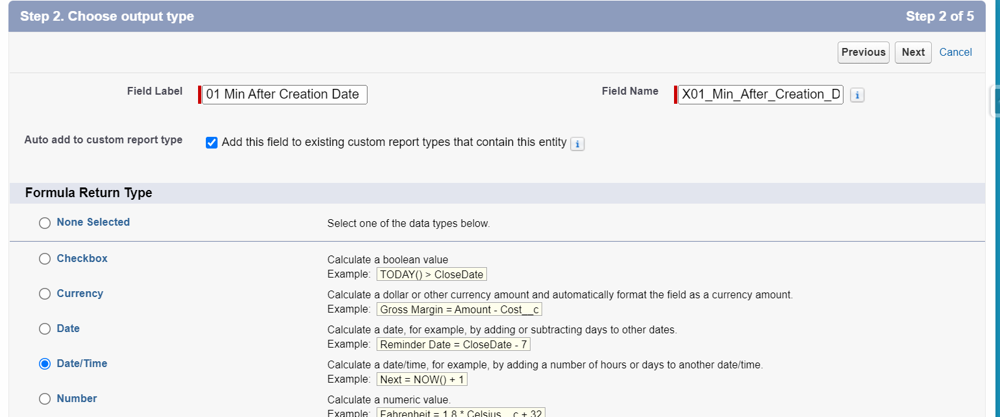 Step 2. Choose output type Step 2 of 5
Previous Next Cancel
Field Label 01 Min After Creation Date Field Name X01_Min_After_Creation_D i
Auto add to custom report type Add this field to existing custom report types that contain this entity i
Formula Return Type
None Selected Select one of the data types below.
Checkbox Calculate a boolean value
Example: TODAY() > CloseDate
Currency Calculate a dollar or other currency amount and automatically format the field as a currency amount.
Example: Gross Margin = Amount - Cost__c
Date Calculate a date, for example, by adding or subtracting days to other dates.
Example: Reminder Date = CloseDate - 7
Date/Time Calculate a date/time, for example, by adding a number of hours or days to another date/time.
Example: Next = NOW() + 1
Number Calculate a numeric value.
Example: Fahrenheit = 1.8 * Celsius__c + 32